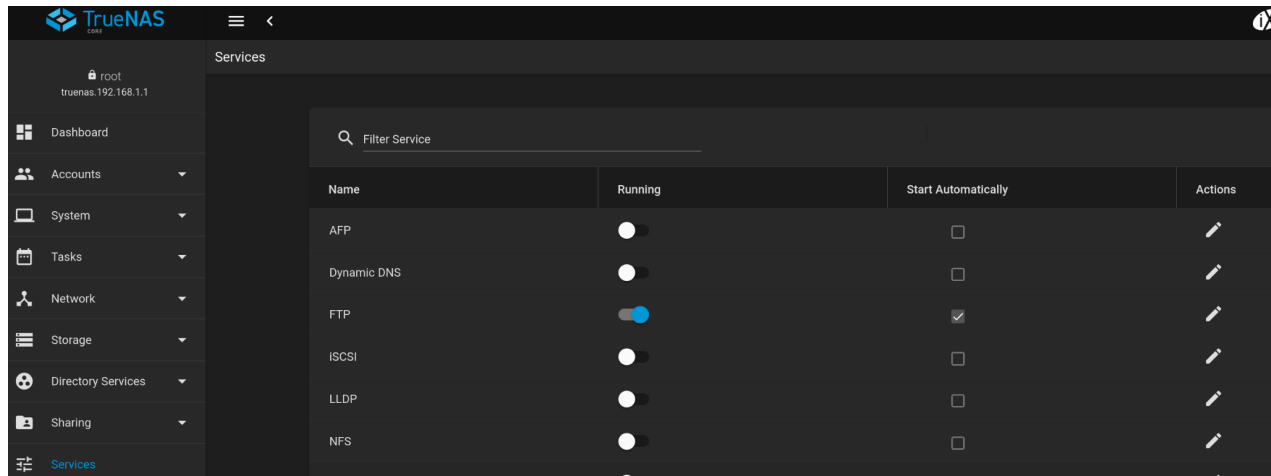 TrueNAS
CORE
iX
Services
root
truenas.192.168.1.1
Dashboard
Accounts
System
Tasks
Network
Storage
Directory Services
Sharing
Services
Filter Service
Name Running Start Automatically Actions
AFP
Dynamic DNS
FTP
iSCSI
LLDP
NFS